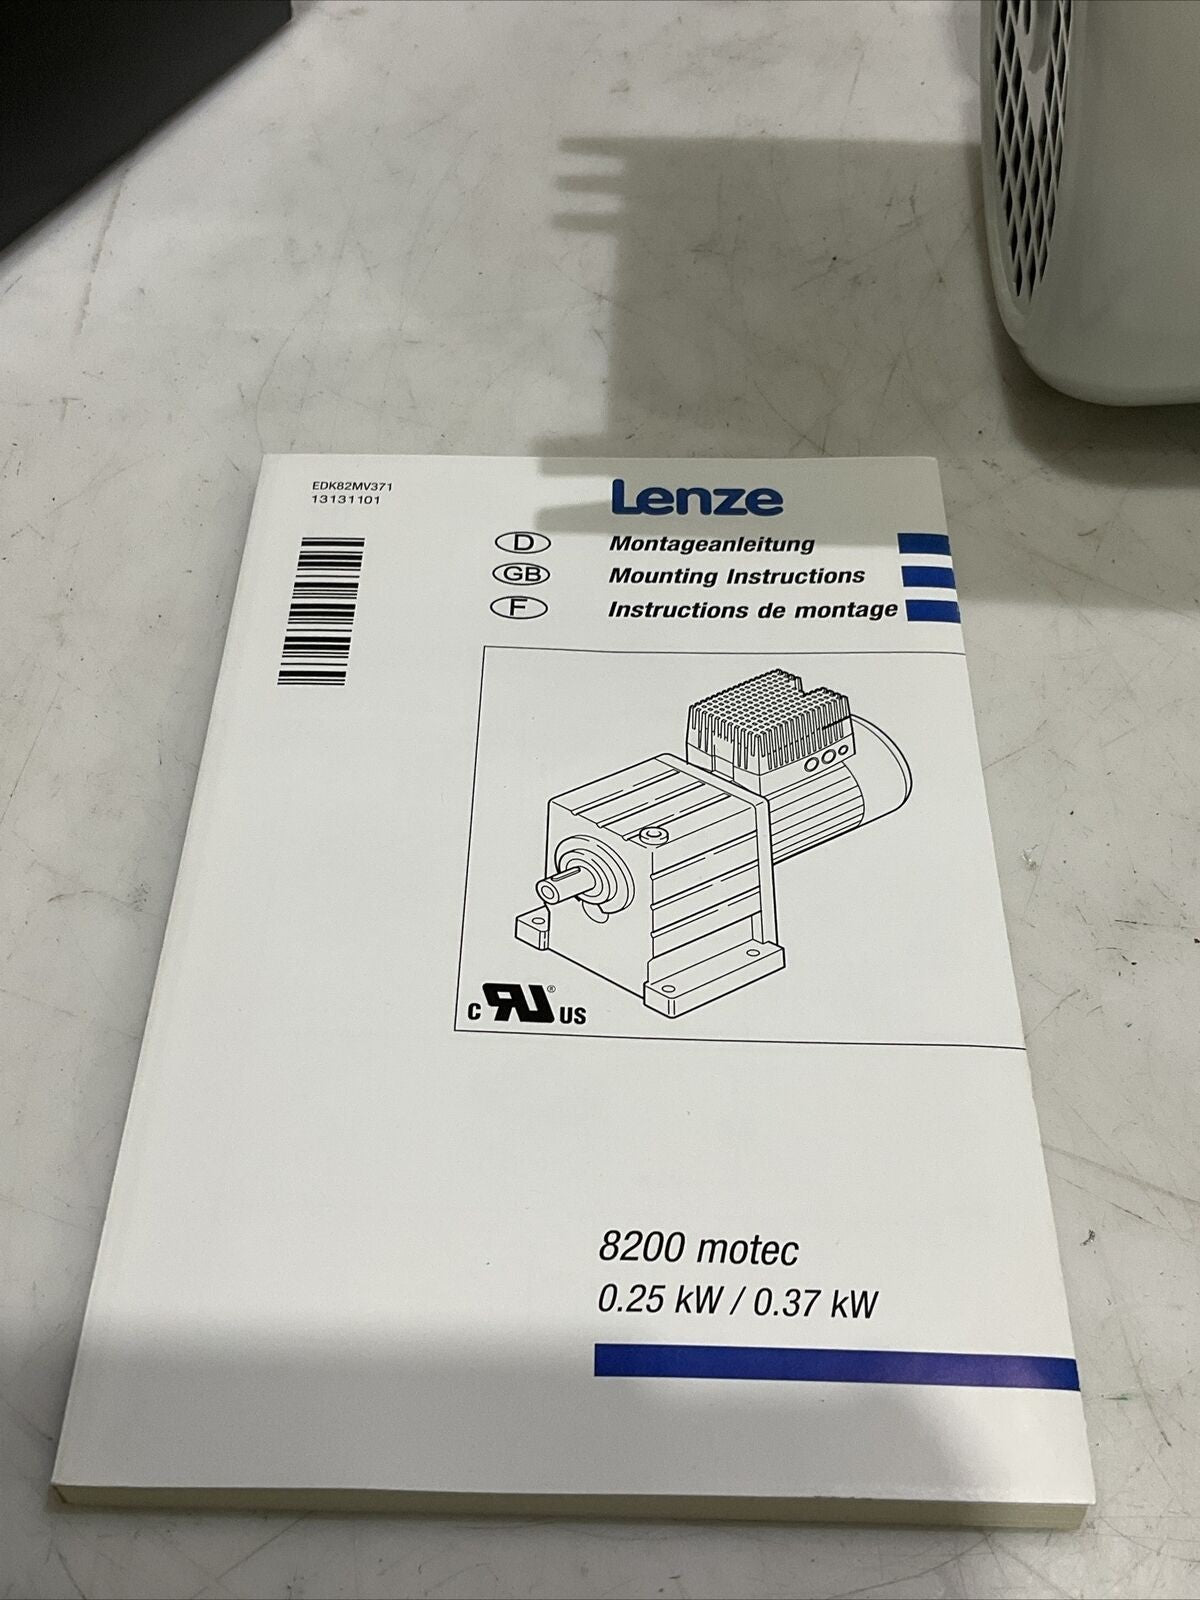 EDK82MV371
13131101
Lenze
D Montageanleitung
GB Mounting Instructions
F Instructions de montage
C RU® US
8200 motec
0.25 kW / 0.37 kW